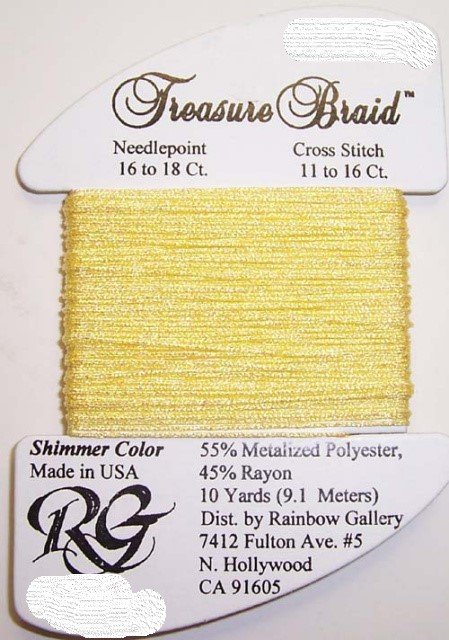 Treasure Braid™
Needlepoint
16 to 18 Ct.
Cross Stitch
11 to 16 Ct.
Shimmer Color
Made in USA
RG
55% Metalized Polyester,
45% Rayon
10 Yards (9.1 Meters)
Dist. by Rainbow Gallery
7412 Fulton Ave. #5
N. Hollywood
CA 91605